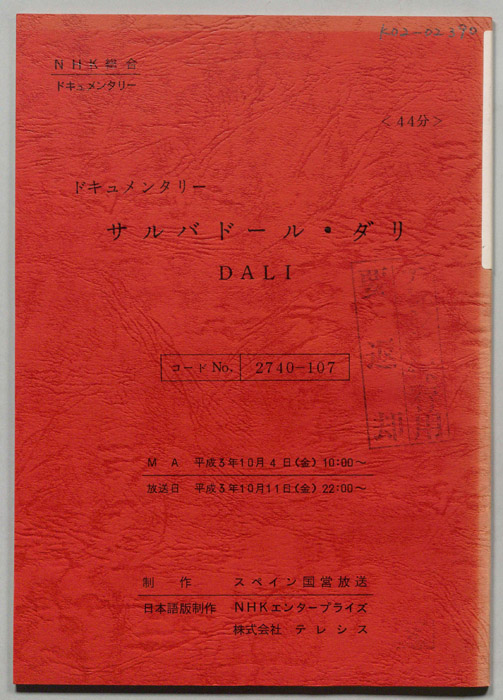 NHK総合
ドキュメンタリー
<44分>
ドキュメンタリー
サルバドール・ダリ
DALI
コードNo. 2740-107
MA 平成3年10月4日(金) 10:00~
放送日 平成3年10月11日(金) 22:00~
制作 スペイン国営放送
日本語版制作 NHKエンタープライズ
株式会社 テレシス